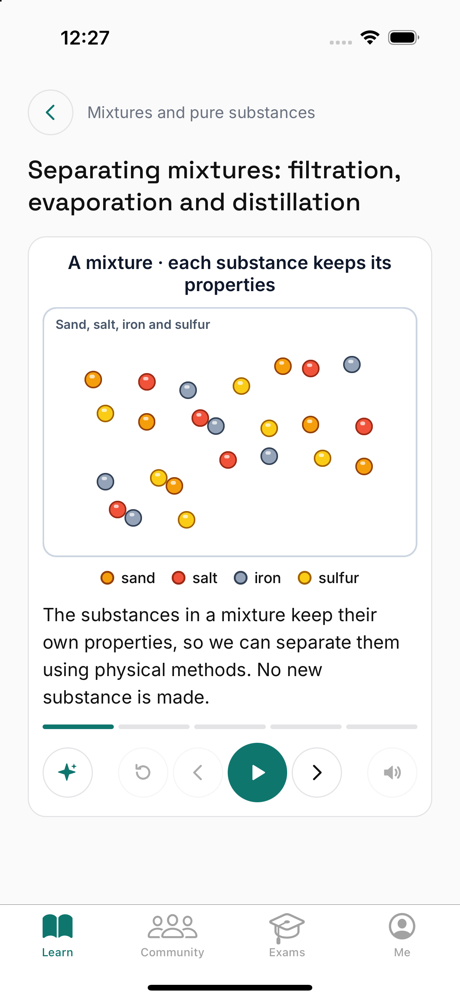 12:27
Mixtures and pure substances
Separating mixtures: filtration,
evaporation and distillation
A mixture · each substance keeps its
properties
Sand, salt, iron and sulfur
sand salt iron sulfur
The substances in a mixture keep their
own properties, so we can separate them
using physical methods. No new
substance is made.
Learn Community Exams Me